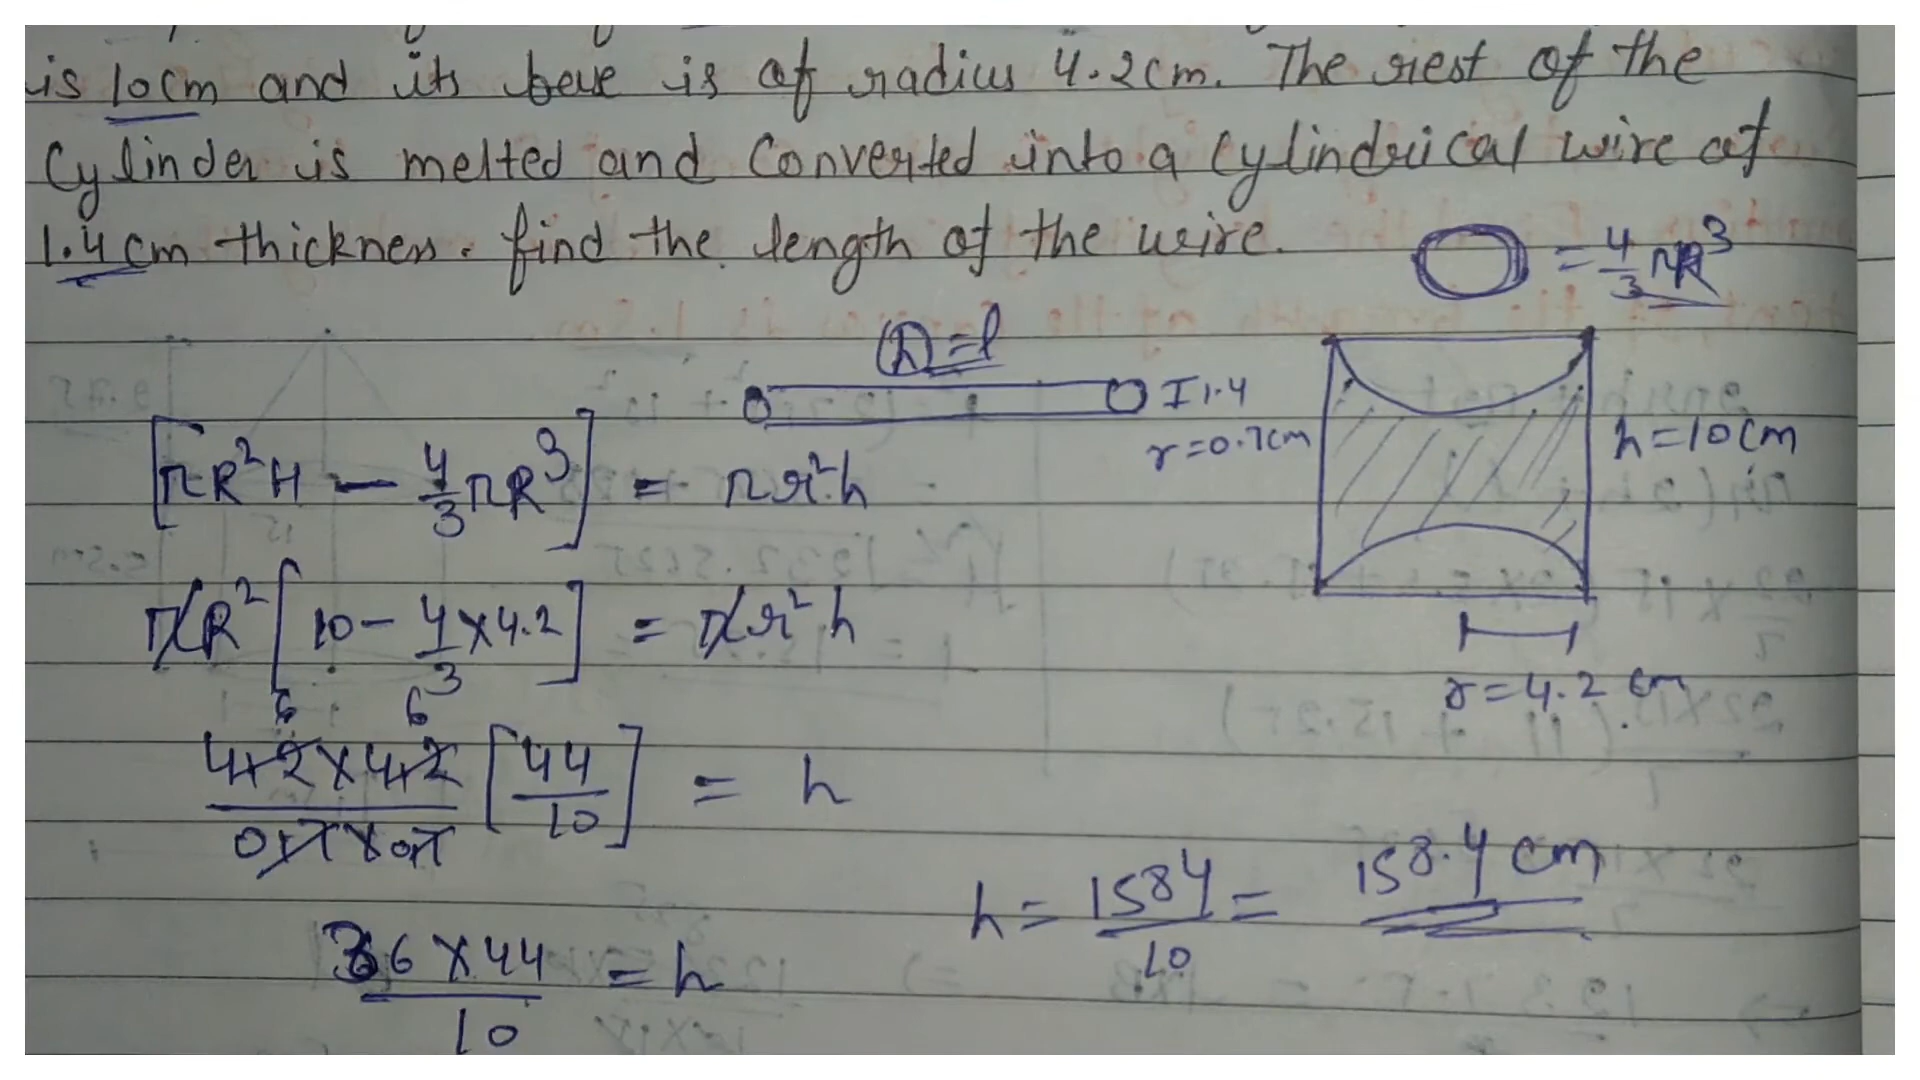 is 10cm and its base is of radius 4.2cm. The rest of the
Cylinder is melted and Converted into a Cylindrical wire of
1.4cm thickness. find the length of the wire.
= 4/3 πR³
(h) = l
I 1.4
r=0.7cm
h=10cm
[πR²H - 4/3 πR³] = πr²h
πR² [10 - 4/3 × 4.2] = πr²h
r=4.2 cm
6 6
4.2×4.2 / 0.7×0.7 [44/10] = h
36×44 / 10 = h
h = 1584/10 = 158.4 cm